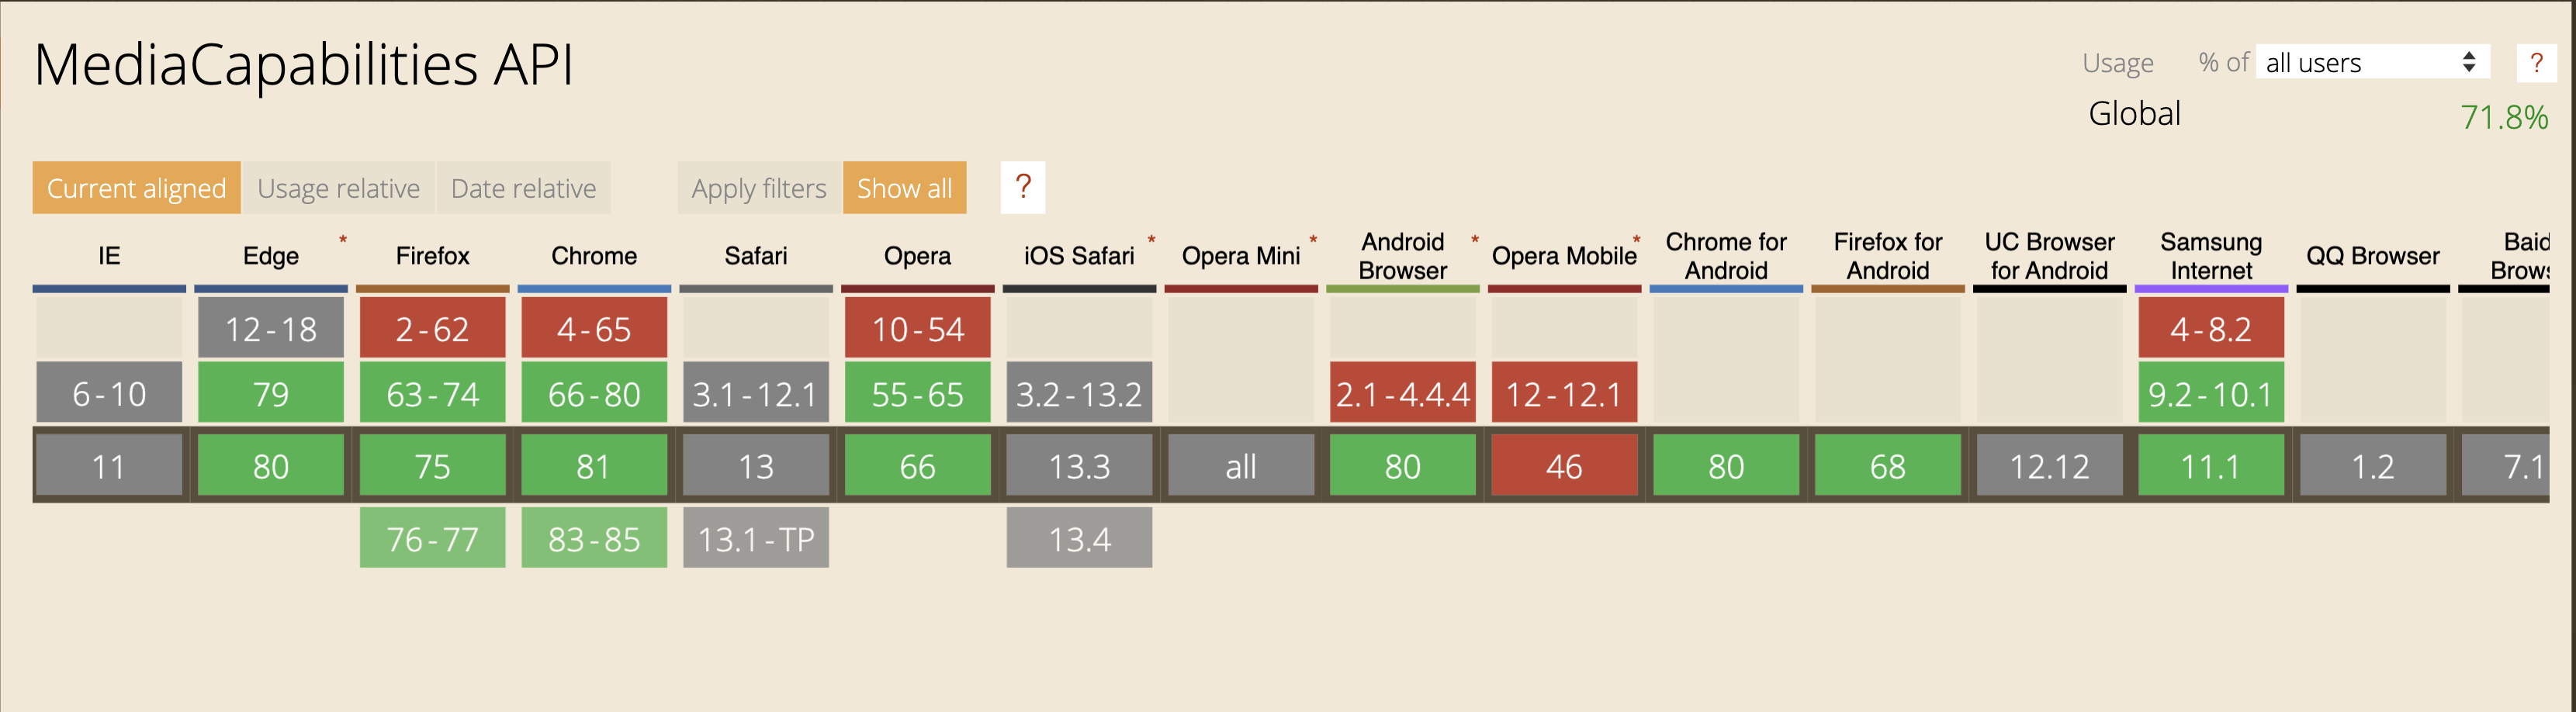 MediaCapabilities API
Usage % of all users ?
Global 71.8%
Current aligned Usage relative Date relative Apply filters Show all ?
IE Edge * Firefox Chrome Safari Opera iOS Safari * Opera Mini * Android Browser * Opera Mobile * Chrome for Android Firefox for Android UC Browser for Android Samsung Internet QQ Browser Baid Brows
12-18 2-62 4-65 10-54 4-8.2
6-10 79 63-74 66-80 3.1-12.1 55-65 3.2-13.2 2.1-4.4.4 12-12.1 9.2-10.1
11 80 75 81 13 66 13.3 all 80 46 80 68 12.12 11.1 1.2 7.1
76-77 83-85 13.1-TP 13.4